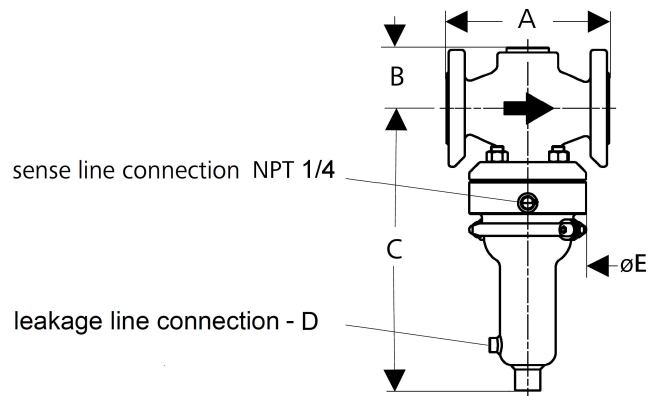 A
B
sense line connection NPT 1/4
C
øE
leakage line connection - D